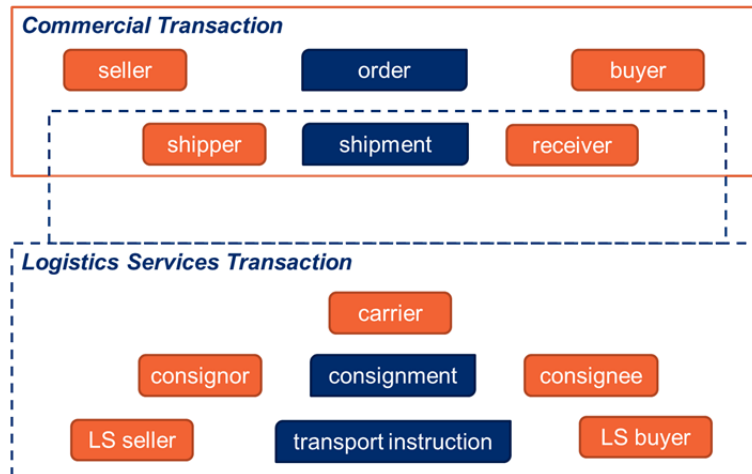 Commercial Transaction
seller order buyer
shipper shipment receiver
Logistics Services Transaction
carrier
consignor consignment consignee
LS seller transport instruction LS buyer